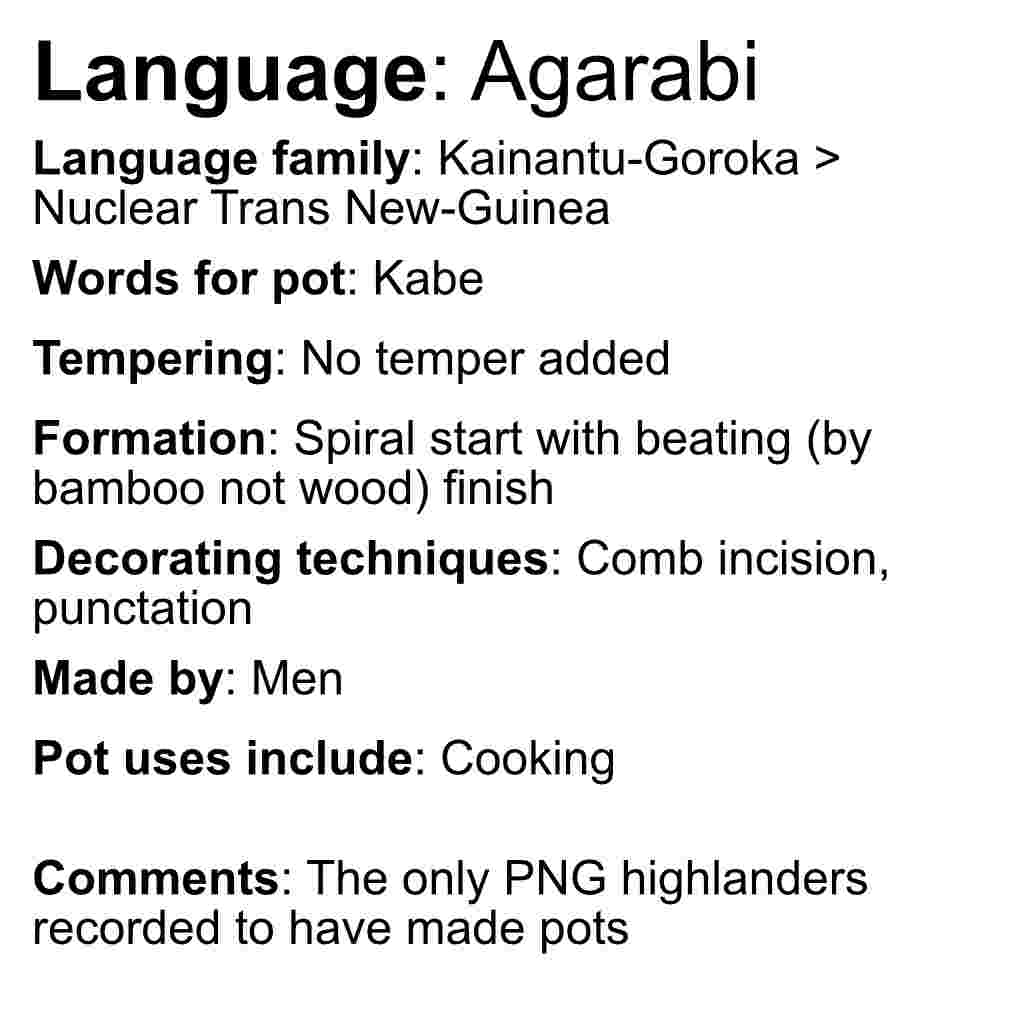 Language: Agarabi
Language family: Kainantu-Goroka >
Nuclear Trans New-Guinea
Words for pot: Kabe
Tempering: No temper added
Formation: Spiral start with beating (by
bamboo not wood) finish
Decorating techniques: Comb incision,
punctation
Made by: Men
Pot uses include: Cooking
Comments: The only PNG highlanders
recorded to have made pots